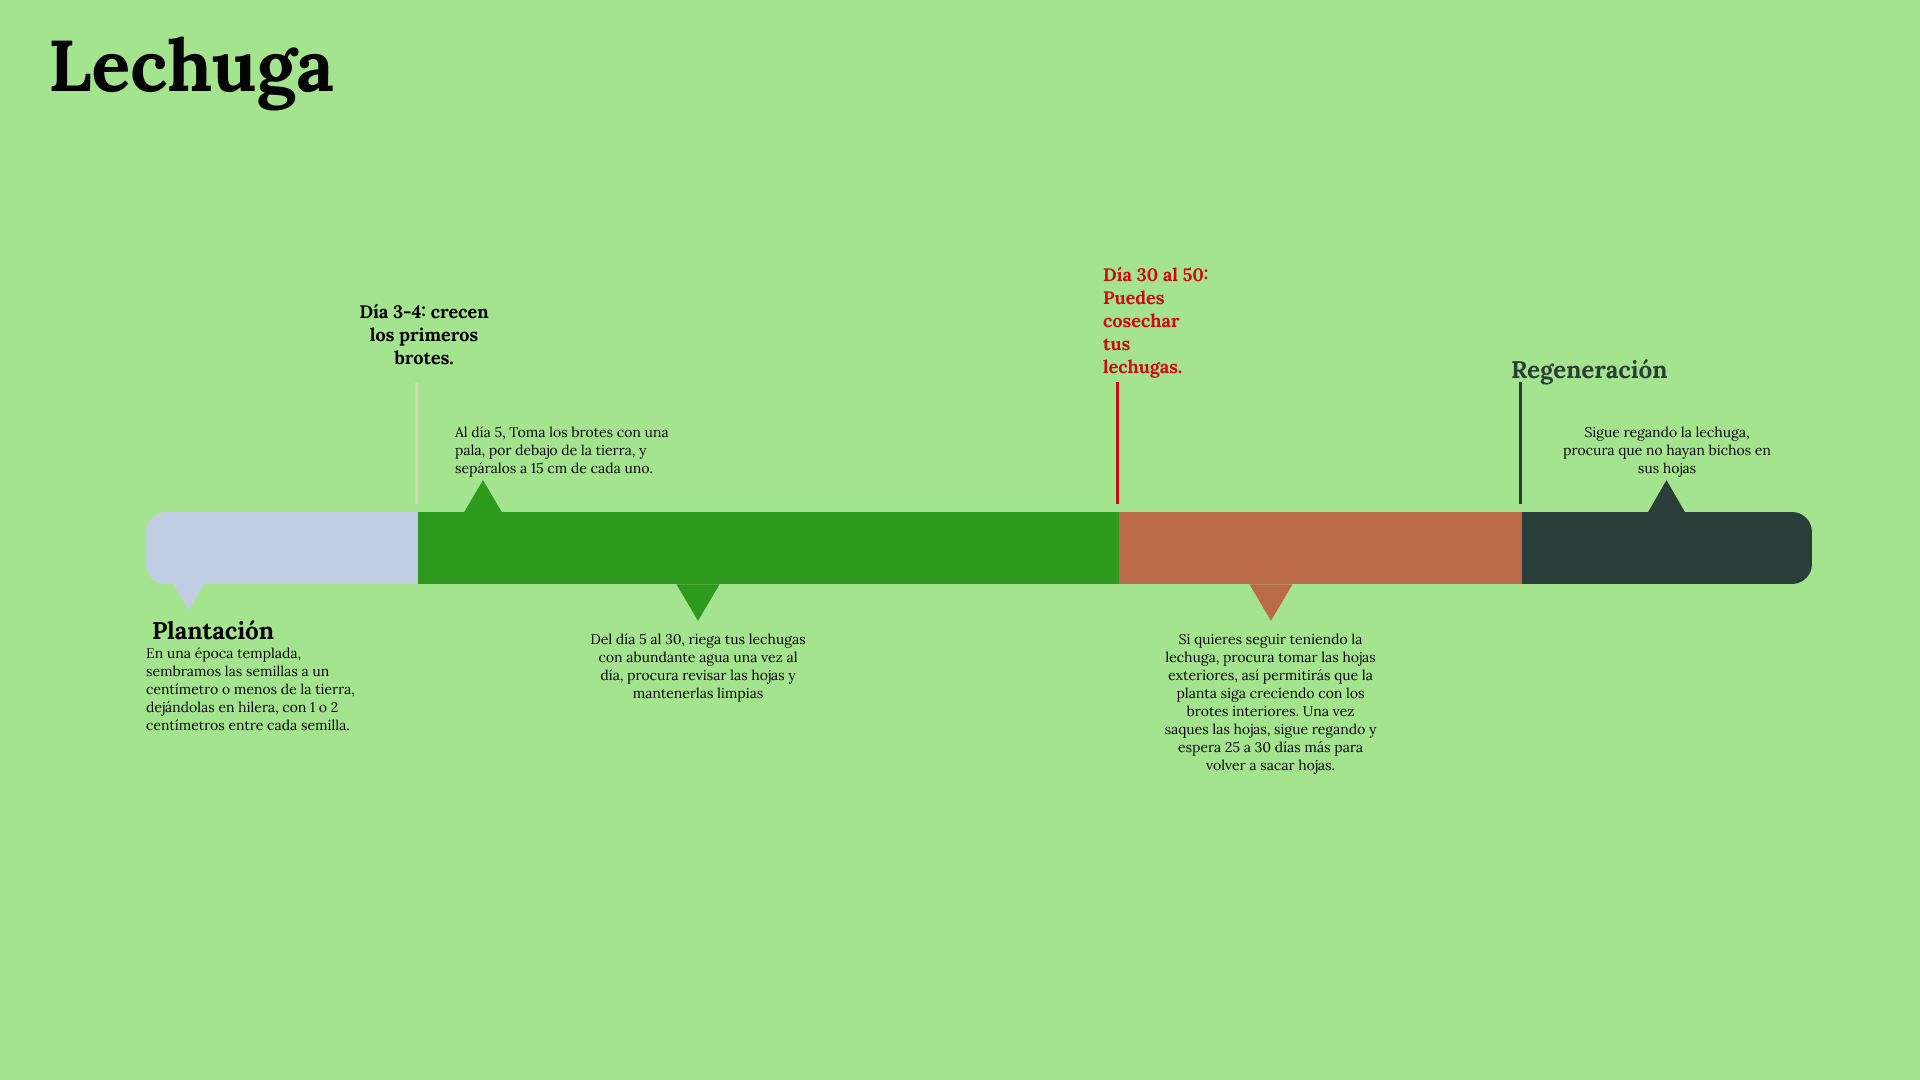 Lechuga
Día 3-4: crecen
los primeros
brotes.
Al día 5, Toma los brotes con una
pala, por debajo de la tierra, y
sepáralos a 15 cm de cada uno.
Día 30 al 50:
Puedes
cosechar
tus
lechugas.
Regeneración
Sigue regando la lechuga,
procura que no hayan bichos en
sus hojas
Plantación
En una época templada,
sembramos las semillas a un
centímetro o menos de la tierra,
dejándolas en hilera, con 1 o 2
centímetros entre cada semilla.
Del día 5 al 30, riega tus lechugas
con abundante agua una vez al
día, procura revisar las hojas y
mantenerlas limpias
Si quieres seguir teniendo la
lechuga, procura tomar las hojas
exteriores, así permitirás que la
planta siga creciendo con los
brotes interiores. Una vez
saques las hojas, sigue regando y
espera 25 a 30 días más para
volver a sacar hojas.